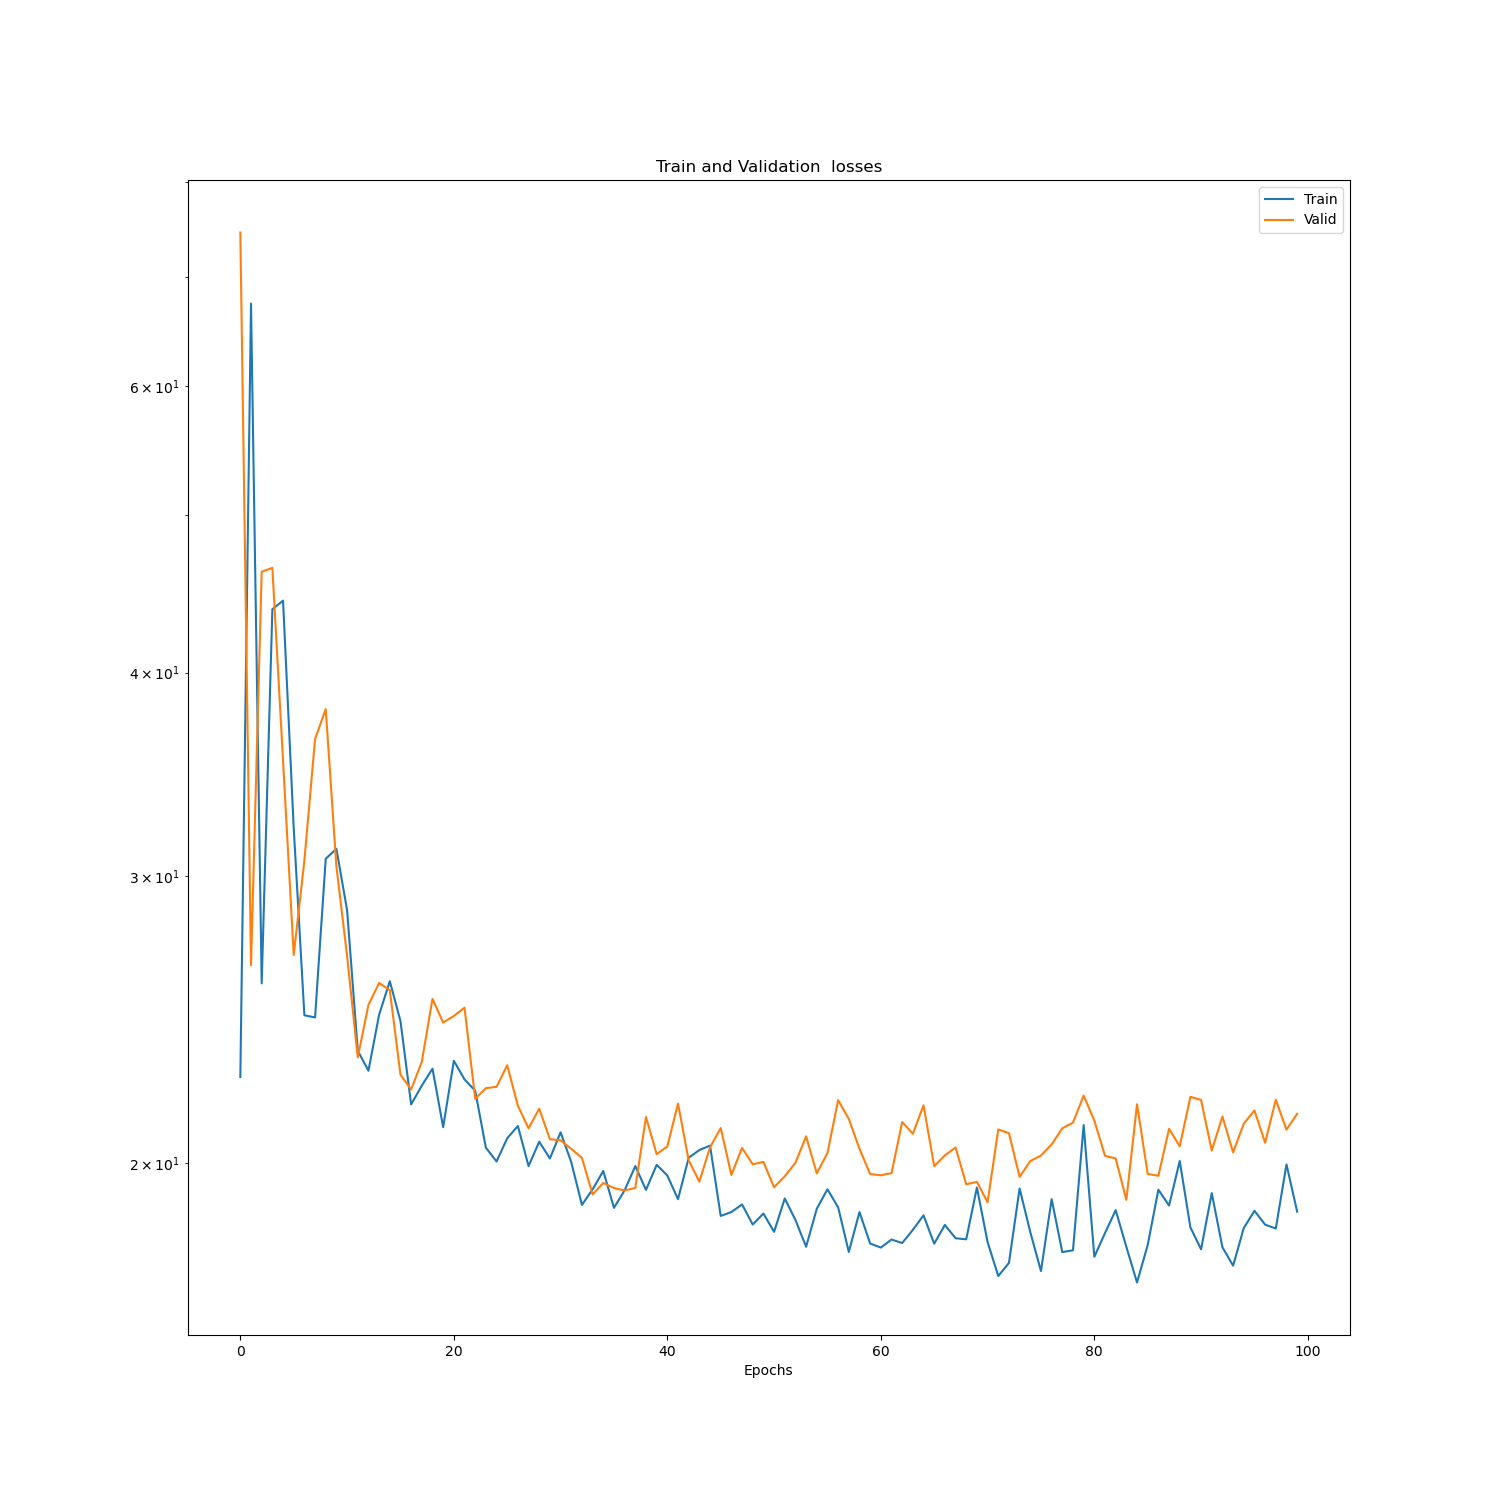 Train and Validation  losses
Train
Valid
6 × 10¹
4 × 10¹
3 × 10¹
2 × 10¹
0 20 40 60 80 100
Epochs